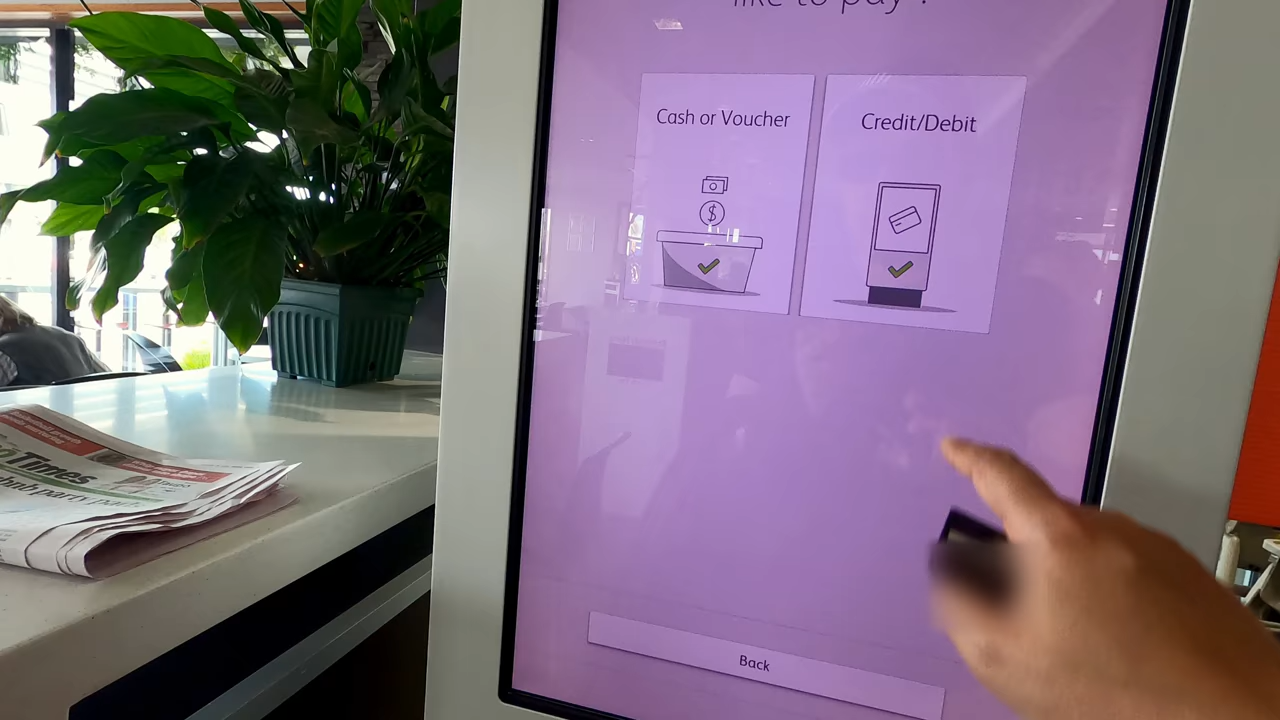 like to pay?
Cash or Voucher
Credit/Debit
$
Back
Times